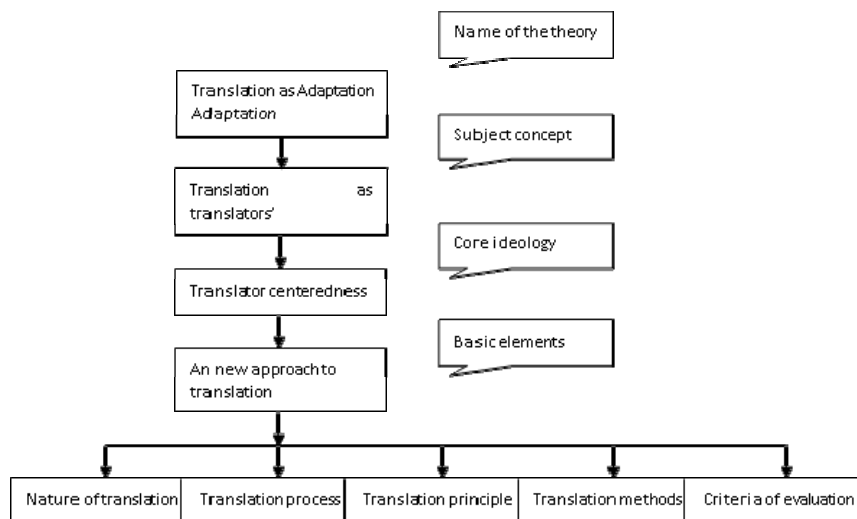 Name of the theory
Translation as Adaptation
Adaptation
Subject concept
Translation as
translators'
Core ideology
Translator centeredness
Basic elements
An new approach to
translation
Nature of translation
Translation process
Translation principle
Translation methods
Criteria of evaluation